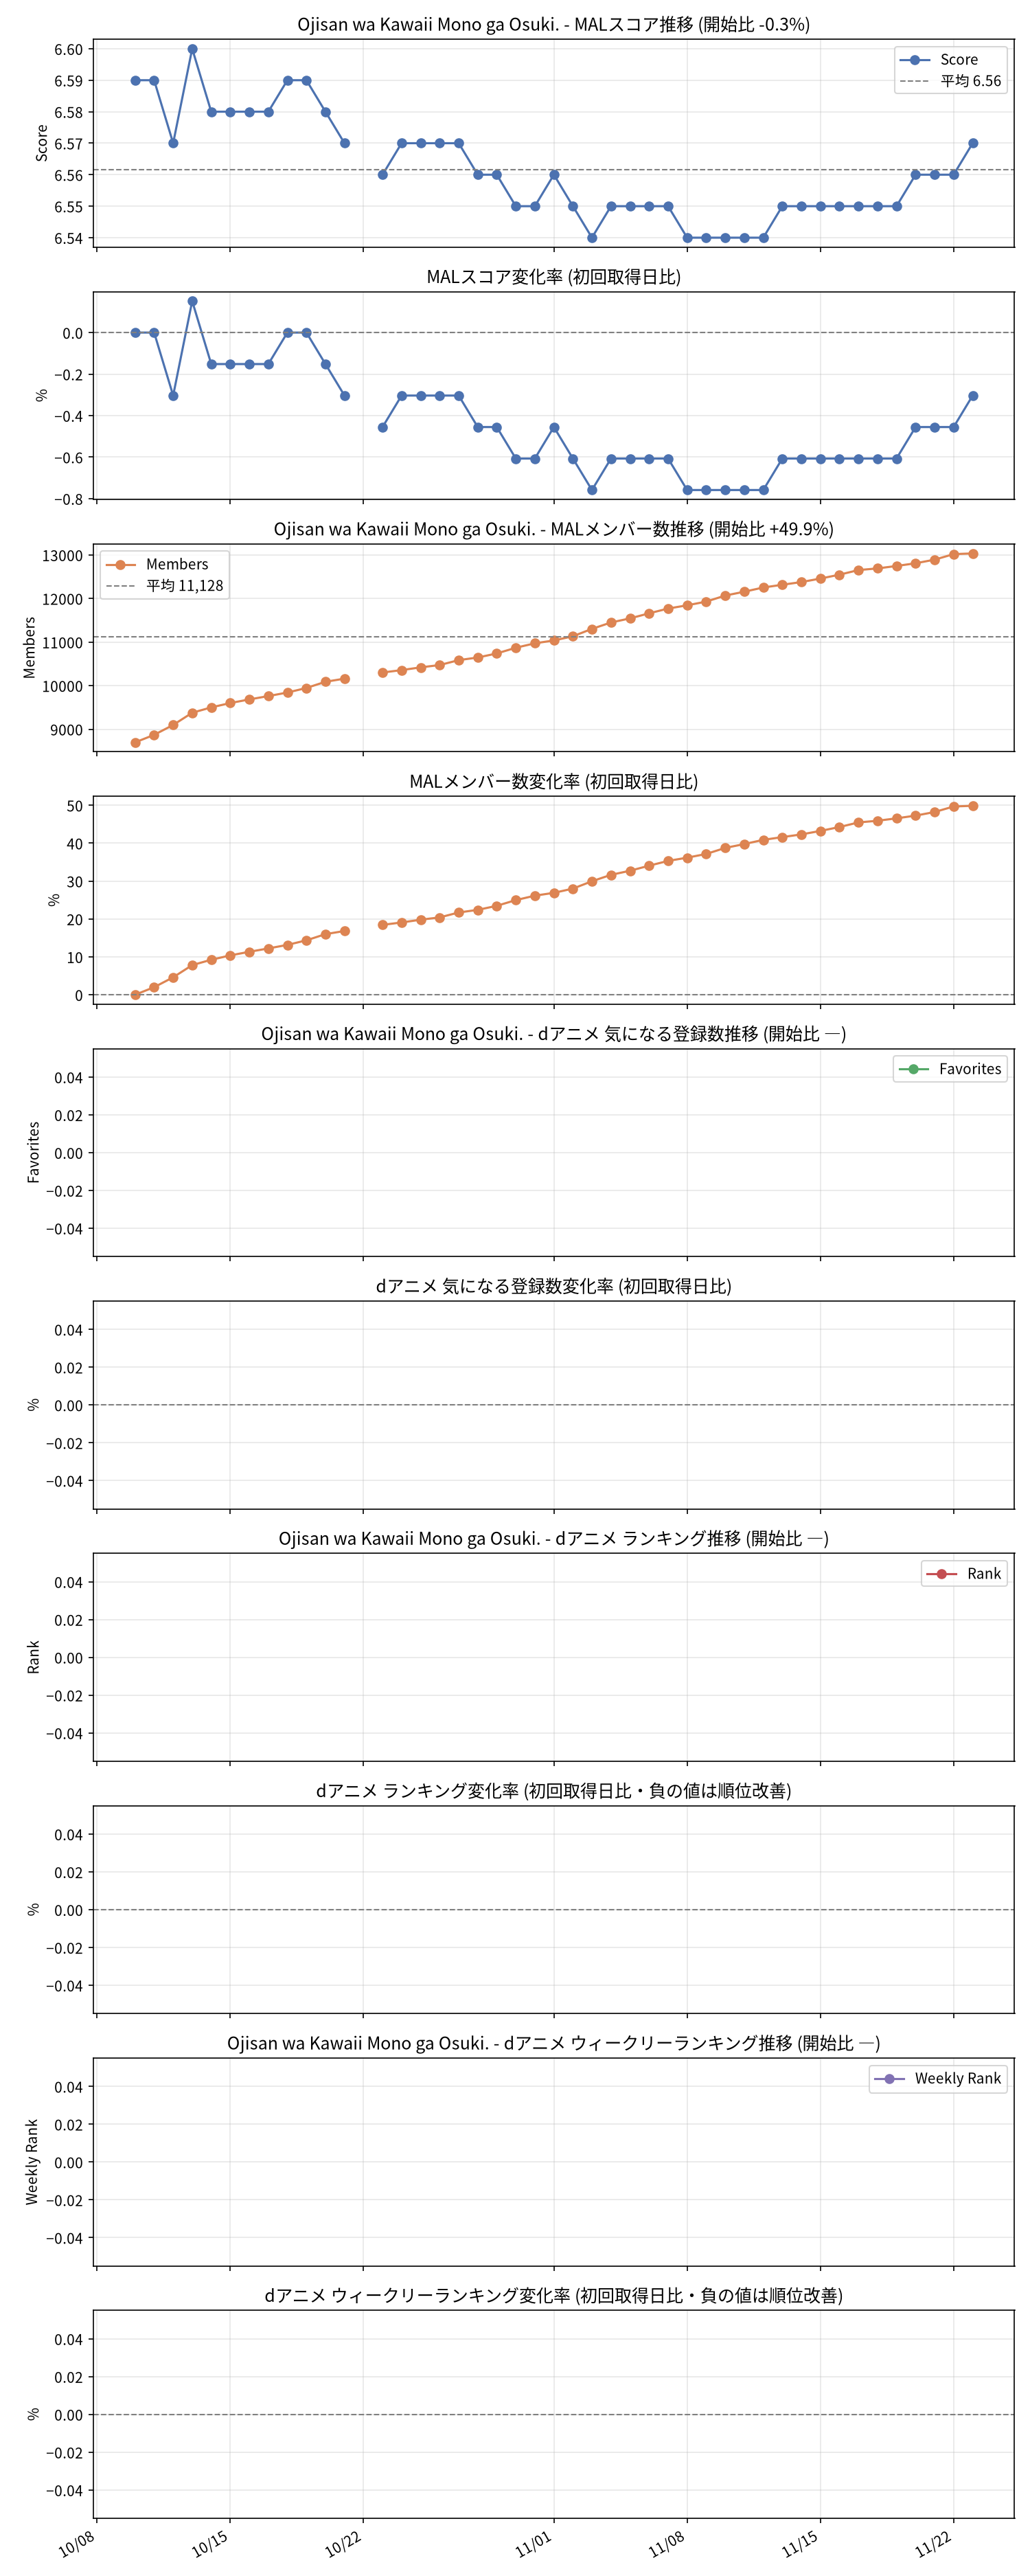 Ojisan wa Kawaii Mono ga Osuki. - MALスコア推移 (開始比 -0.3%)
6.60
6.59
6.58
6.57
6.56
6.55
6.54
Score
Score
平均 6.56
MALスコア変化率 (初回取得日比)
0.0
−0.2
−0.4
−0.6
−0.8
%
Ojisan wa Kawaii Mono ga Osuki. - MALメンバー数推移 (開始比 +49.9%)
13000
12000
11000
10000
9000
Members
Members
平均 11,128
MALメンバー数変化率 (初回取得日比)
50
40
30
20
10
0
%
Ojisan wa Kawaii Mono ga Osuki. - dアニメ 気になる登録数推移 (開始比 —)
0.04
0.02
0.00
−0.02
−0.04
Favorites
Favorites
dアニメ 気になる登録数変化率 (初回取得日比)
0.04
0.02
0.00
−0.02
−0.04
%
Ojisan wa Kawaii Mono ga Osuki. - dアニメ ランキング推移 (開始比 —)
0.04
0.02
0.00
−0.02
−0.04
Rank
Rank
dアニメ ランキング変化率 (初回取得日比・負の値は順位改善)
0.04
0.02
0.00
−0.02
−0.04
%
Ojisan wa Kawaii Mono ga Osuki. - dアニメ ウィークリーランキング推移 (開始比 —)
0.04
0.02
0.00
−0.02
−0.04
Weekly Rank
Weekly Rank
dアニメ ウィークリーランキング変化率 (初回取得日比・負の値は順位改善)
0.04
0.02
0.00
−0.02
−0.04
%
10/08
10/15
10/22
11/01
11/08
11/15
11/22